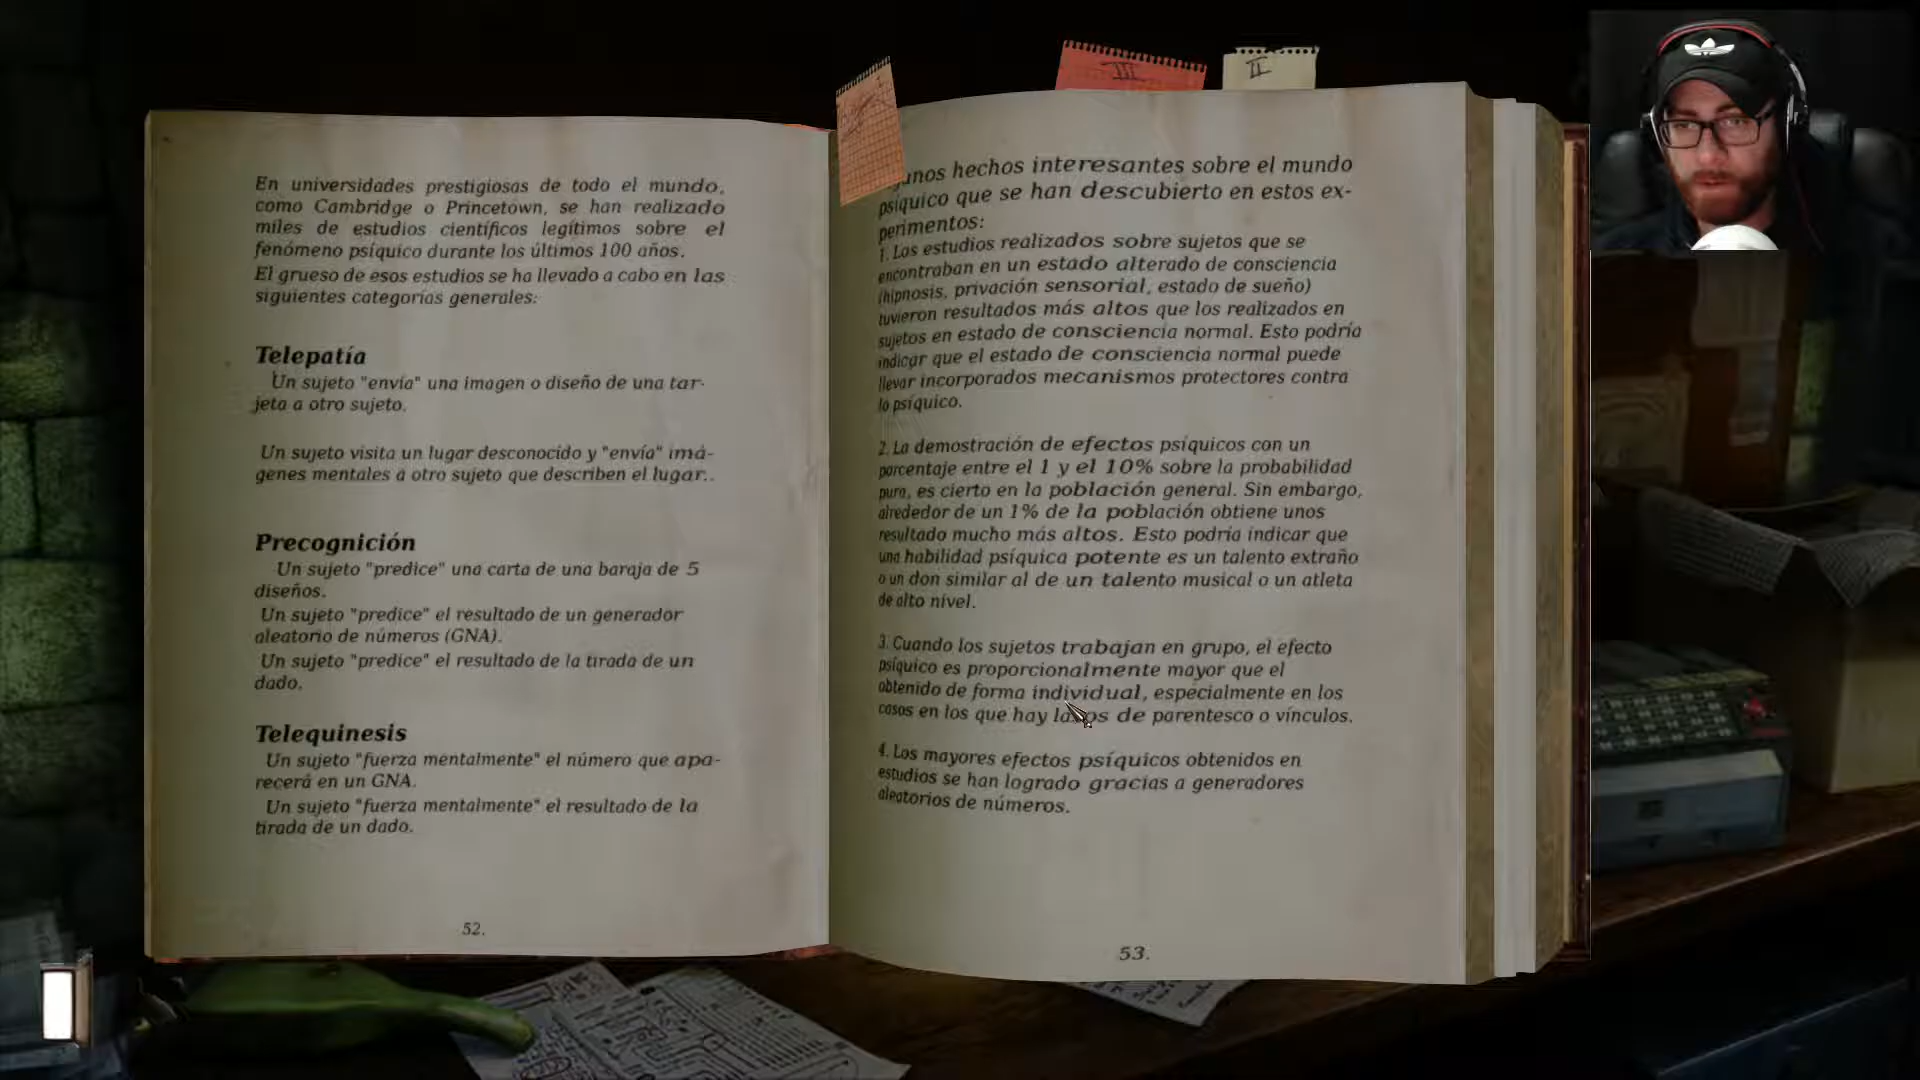 En universidades prestigiosas de todo el mundo,
como Cambridge o Princetown, se han realizado
miles de estudios científicos legítimos sobre el
fenómeno psíquico durante los últimos 100 años.
El grueso de esos estudios se ha llevado a cabo en las
siguientes categorías generales:
Telepatía
Un sujeto "envía" una imagen o diseño de una tar-
jeta a otro sujeto.
Un sujeto visita un lugar desconocido y "envía" imá-
genes mentales a otro sujeto que describen el lugar..
Precognición
Un sujeto "predice" una carta de una baraja de 5
diseños.
Un sujeto "predice" el resultado de un generador
aleatorio de números (GNA).
Un sujeto "predice" el resultado de la tirada de un
dado.
Telequinesis
Un sujeto "fuerza mentalmente" el número que apa-
recerá en un GNA.
Un sujeto "fuerza mentalmente" el resultado de la
tirada de un dado.
52.
III
II
hechos interesantes sobre el mundo
psíquico que se han descubierto en estos ex-
perimentos:
1. Los estudios realizados sobre sujetos que se
encontraban en un estado alterado de consciencia
(hipnosis, privación sensorial, estado de sueño)
tuvieron resultados más altos que los realizados en
sujetos en estado de consciencia normal. Esto podría
indicar que el estado de consciencia normal puede
llevar incorporados mecanismos protectores contra
lo psíquico.
2. La demostración de efectos psíquicos con un
porcentaje entre el 1 y el 10% sobre la probabilidad
pura, es cierto en la población general. Sin embargo,
alrededor de un 1% de la población obtiene unos
resultado mucho más altos. Esto podría indicar que
una habilidad psíquica potente es un talento extraño
o un don similar al de un talento musical o un atleta
de alto nivel.
3. Cuando los sujetos trabajan en grupo, el efecto
psíquico es proporcionalmente mayor que el
obtenido de forma individual, especialmente en los
casos en los que hay lazos de parentesco o vínculos.
4. Los mayores efectos psíquicos obtenidos en
estudios se han logrado gracias a generadores
aleatorios de números.
53.